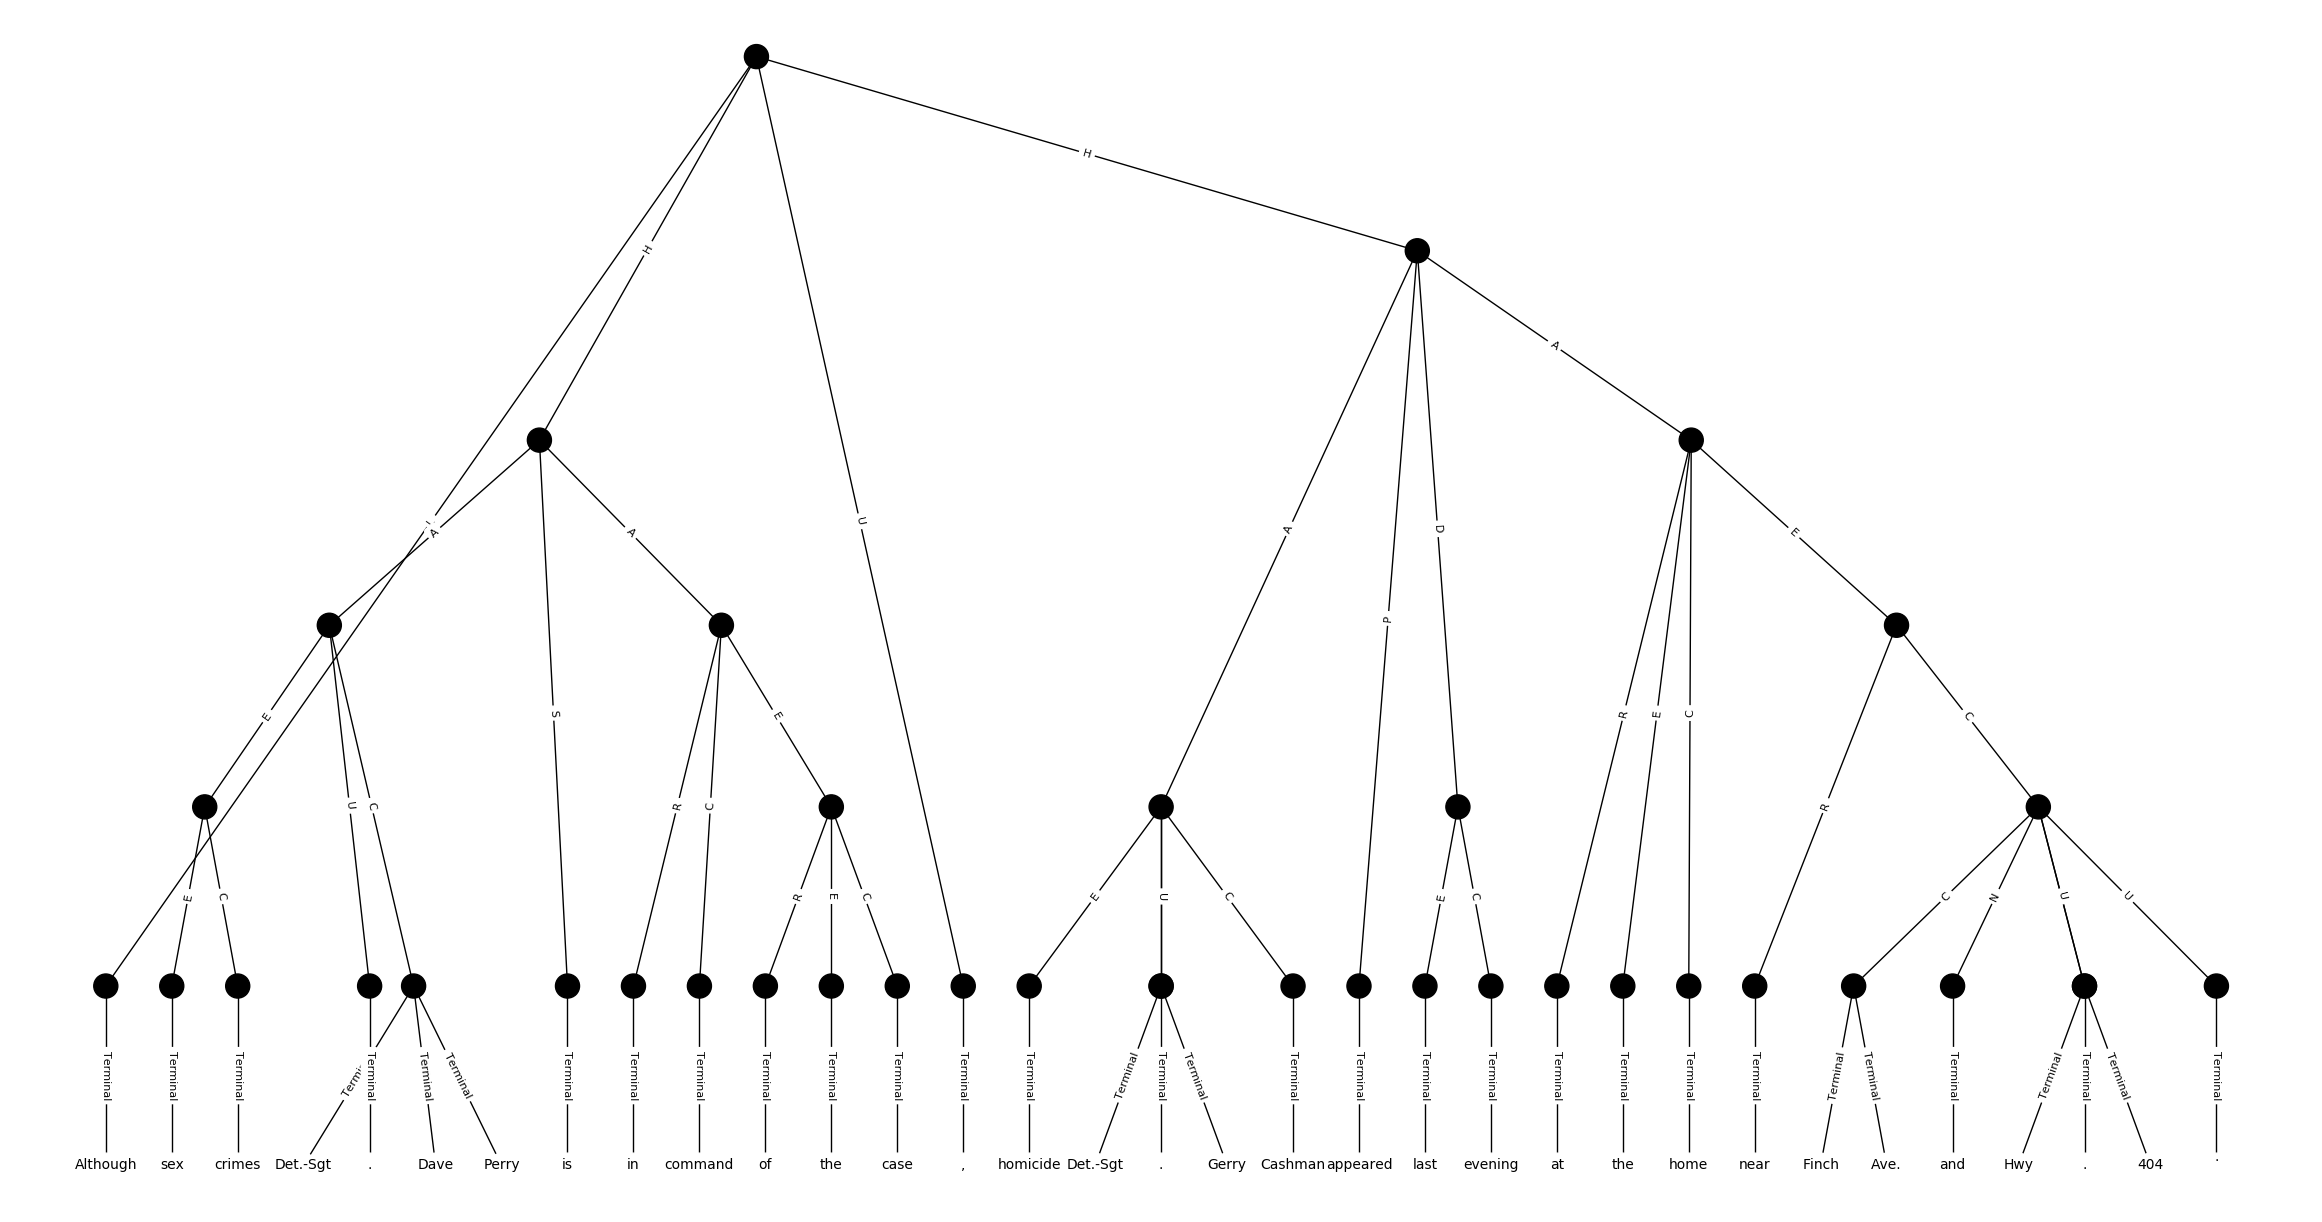 H
H
A
L
A
A
E
D
U
P
E
S
R
E
C
C
U
C
R
C
R
E
C
R
E
C
E
U
C
E
C
C
N
U
U
Terminal Terminal Terminal Terminal Terminal Terminal Terminal Terminal Terminal Terminal Terminal Terminal Terminal Terminal Terminal Terminal Terminal Terminal Terminal Terminal Terminal Terminal Terminal Terminal Terminal Terminal Terminal Terminal Terminal Terminal Terminal Terminal
Although sex crimes Det.-Sgt . Dave Perry is in command of the case , homicide Det.-Sgt . Gerry Cashman appeared last evening at the home near Finch Ave. and Hwy . 404 .